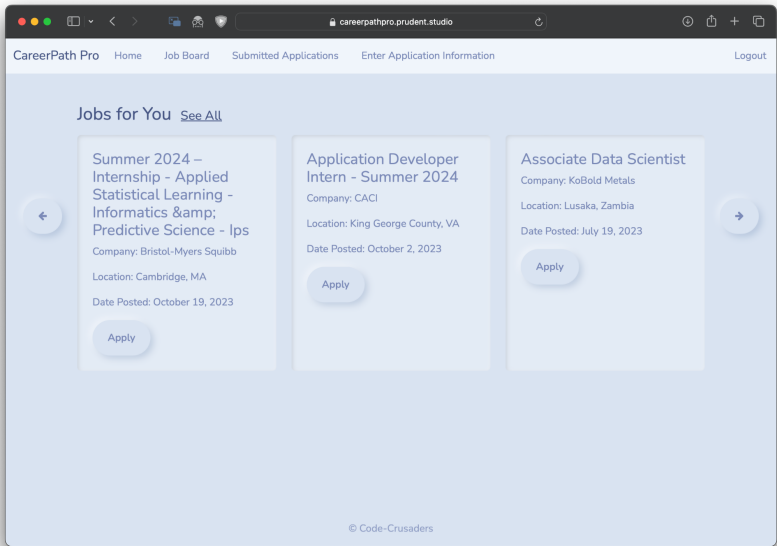 careerpathpro.prudent.studio
CareerPath Pro Home Job Board Submitted Applications Enter Application Information Logout
Jobs for You See All
Summer 2024 –
Internship - Applied
Statistical Learning -
Informatics &amp;amp;
Predictive Science - Ips
Company: Bristol-Myers Squibb
Location: Cambridge, MA
Date Posted: October 19, 2023
Apply
Application Developer
Intern - Summer 2024
Company: CACI
Location: King George County, VA
Date Posted: October 2, 2023
Apply
Associate Data Scientist
Company: KoBold Metals
Location: Lusaka, Zambia
Date Posted: July 19, 2023
Apply
© Code-Crusaders